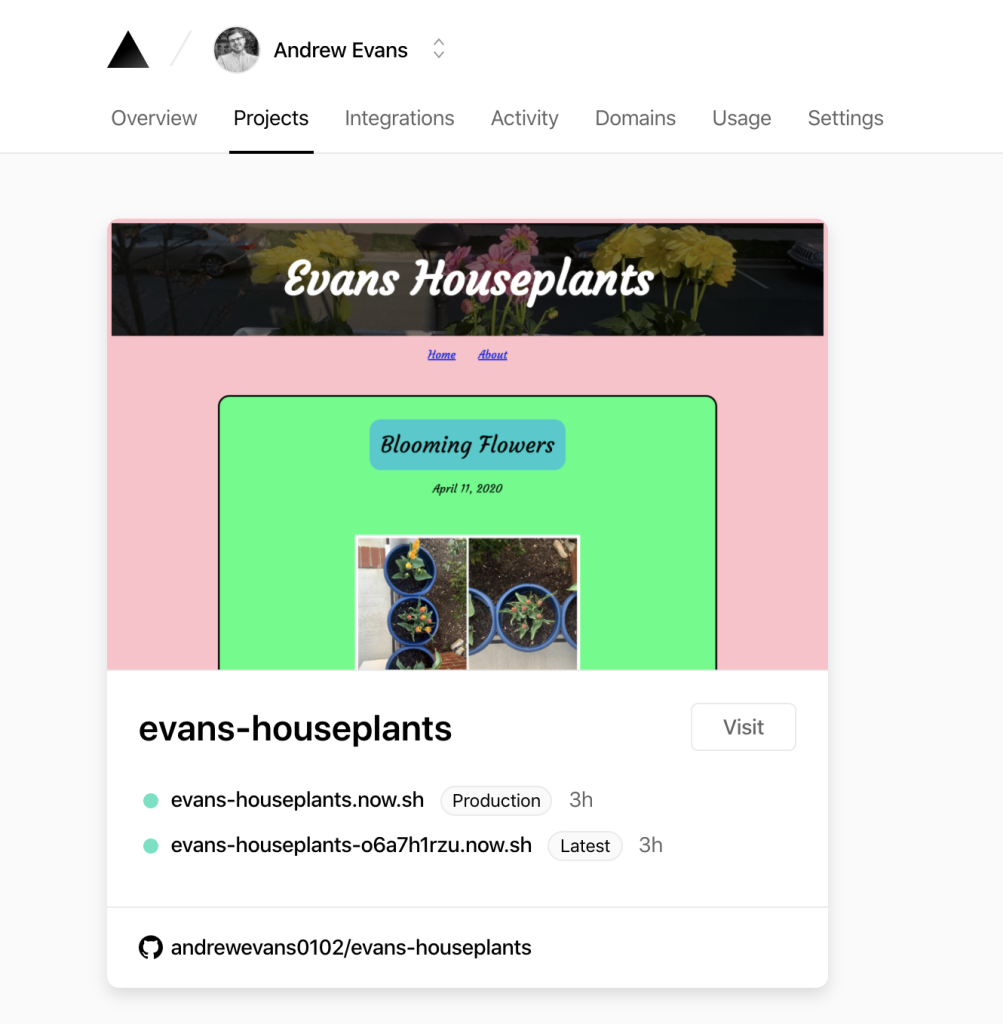 Andrew Evans
Overview Projects Integrations Activity Domains Usage Settings
Evans Houseplants
Home About
Blooming Flowers
April 11, 2020
evans-houseplants
Visit
evans-houseplants.now.sh Production 3h
evans-houseplants-o6a7h1rzu.now.sh Latest 3h
andrewevans0102/evans-houseplants